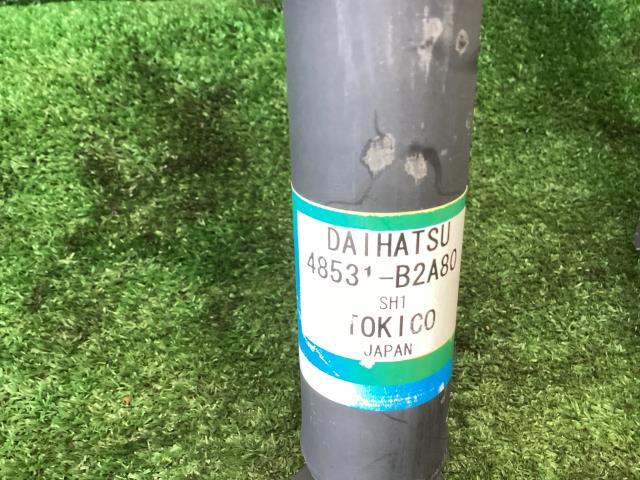 DAIHATSU
48531-B2A80
SH1
TOKICO
JAPAN